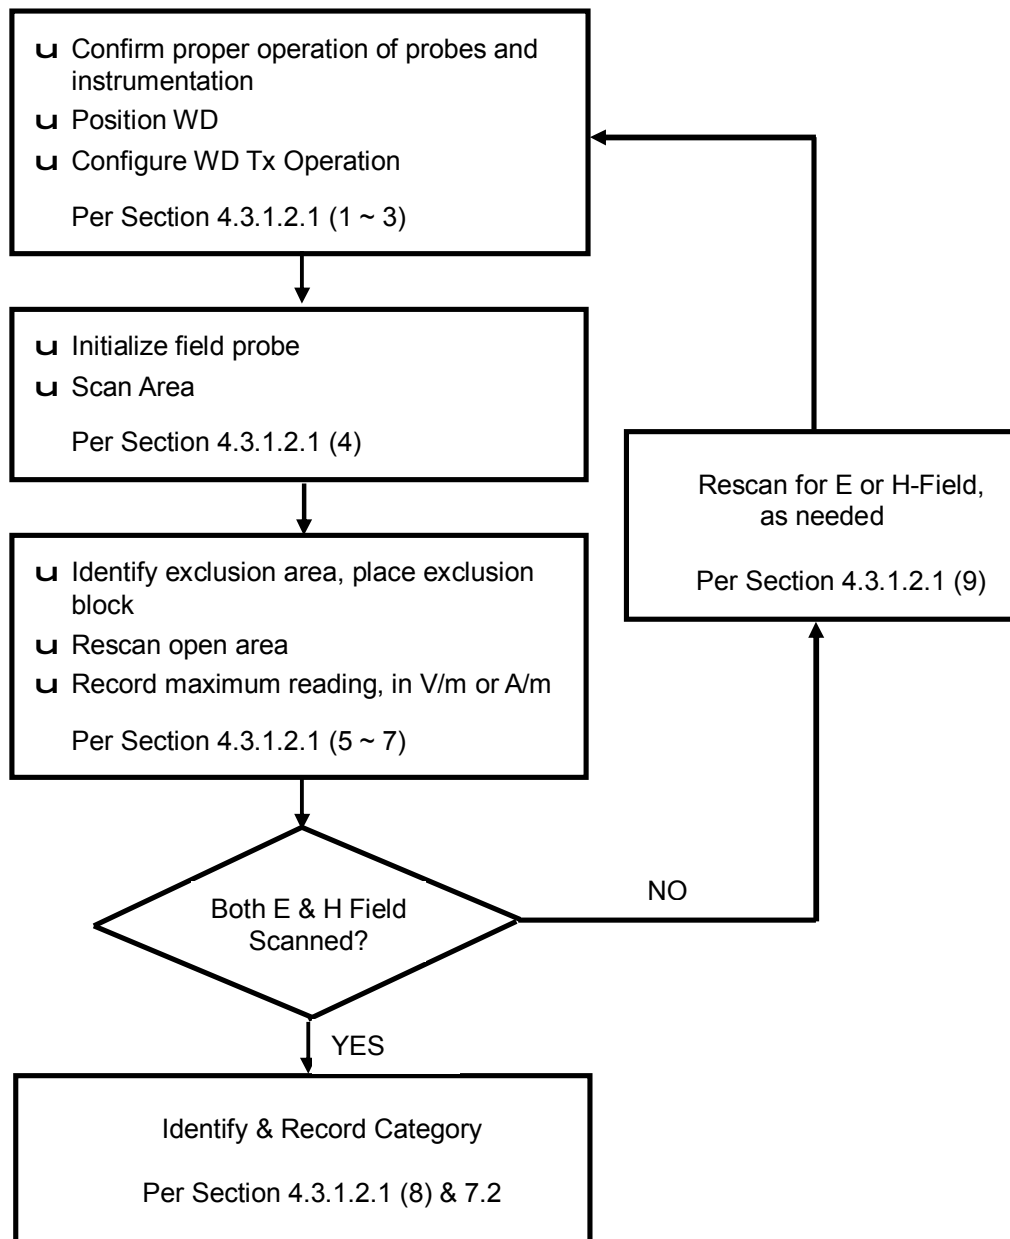 u Confirm proper operation of probes and
instrumentation
u Position WD
u Configure WD Tx Operation
Per Section 4.3.1.2.1 (1 ~ 3)
u Initialize field probe
u Scan Area
Per Section 4.3.1.2.1 (4)
u Identify exclusion area, place exclusion
block
u Rescan open area
u Record maximum reading, in V/m or A/m
Per Section 4.3.1.2.1 (5 ~ 7)
Rescan for E or H-Field,
as needed
Per Section 4.3.1.2.1 (9)
Both E & H Field
Scanned?
NO
YES
Identify & Record Category
Per Section 4.3.1.2.1 (8) & 7.2